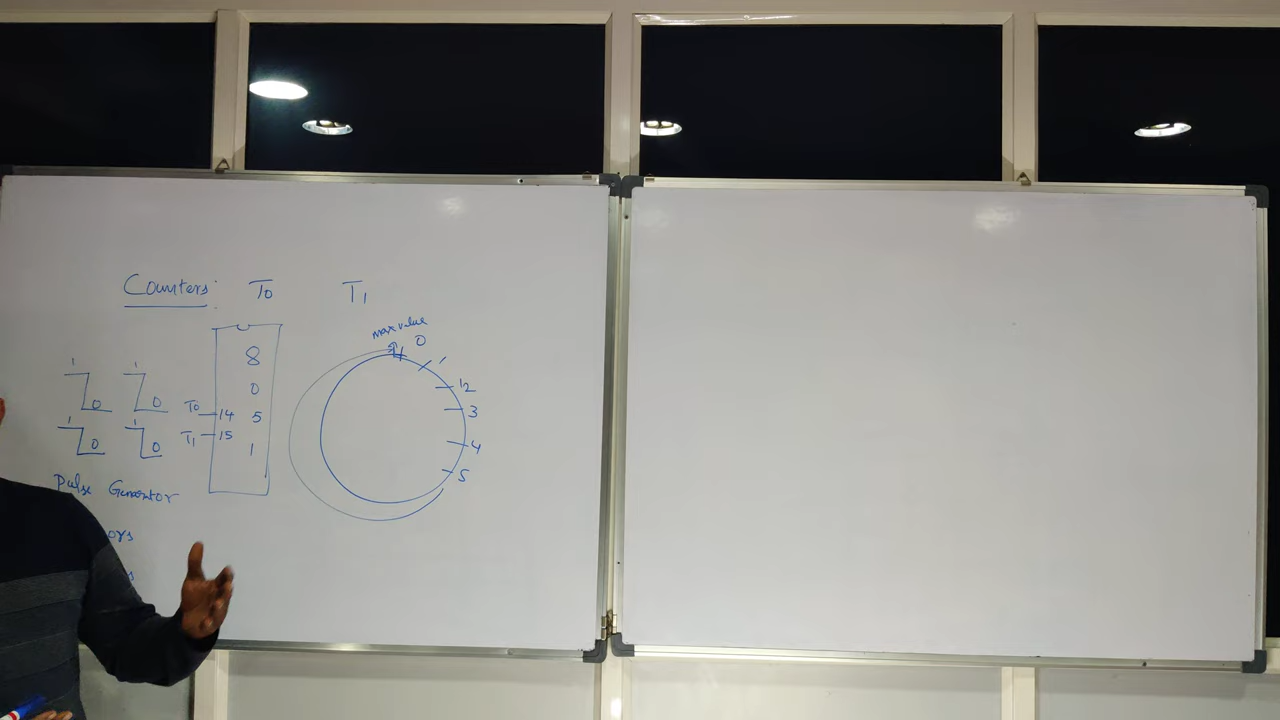 Counters: T0 T1
max value
0
1
2
3
4
5
8
0
5
1
T0 14
T1 15
1 0 1 0
1 0 1 0
Pulse Generator
ors
s